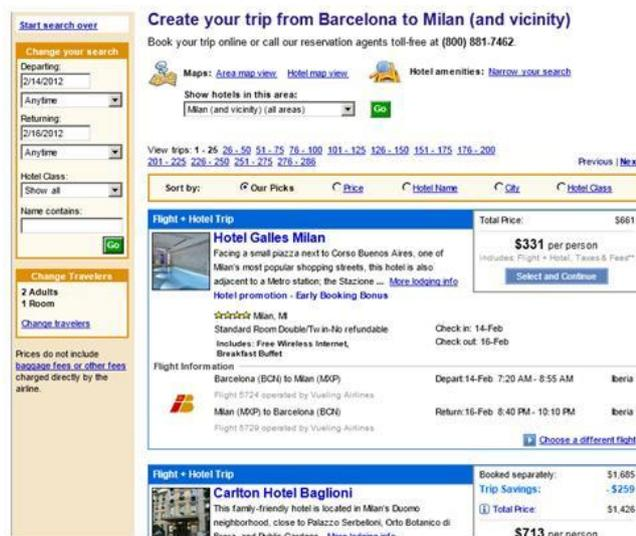 Start search over
Change your search
Departing:
2/14/2012
Anytime
Returning:
2/16/2012
Anytime
Hotel Class:
Show all
Name contains:
Go
Change Travelers
2 Adults
1 Room
Change travelers
Prices do not include
baggage fees or other fees
charged directly by the
airline.
Create your trip from Barcelona to Milan (and vicinity)
Book your trip online or call our reservation agents toll-free at (800) 881-7462.
Maps: Area map view Hotel map view Hotel amenities: Narrow your search
Show hotels in this area:
Milan (and vicinity) (all areas) Go
View trips: 1 - 25 26 - 50 51 - 75 76 - 100 101 - 125 126 - 150 151 - 175 176 - 200
201 - 225 226 - 250 251 - 275 276 - 286 Previous | Nex
Sort by: Our Picks Price Hotel Name City Hotel Class
Flight + Hotel Trip
Hotel Galles Milan
Facing a small piazza next to Corso Buenos Aires, one of
Milan's most popular shopping streets, this hotel is also
adjacent to a Metro station; the Stazione ... More lodging info
Hotel promotion - Early Booking Bonus
Total Price: $661
$331 per person
Includes: Flight + Hotel, Taxes & Fees**
Select and Continue
Milan, MI
Standard Room Double/Twin-No refundable Check in: 14-Feb
Includes: Free Wireless Internet, Check out: 16-Feb
Breakfast Buffet
Flight Information
Barcelona (BCN) to Milan (MXP) Depart:14-Feb 7:20 AM - 8:55 AM Iberia
Flight 5724 operated by Vueling Airlines
Milan (MXP) to Barcelona (BCN) Return:16-Feb 8:40 PM - 10:10 PM Iberia
Flight 5729 operated by Vueling Airlines
Choose a different flight
Flight + Hotel Trip
Carlton Hotel Baglioni
This family-friendly hotel is located in Milan's Duomo
neighborhood, close to Palazzo Serbelloni, Orto Botanico di
Brera, and Public Gardens. More lodging info
Booked separately: $1,685
Trip Savings: - $259
Total Price: $1,426
$713 per person